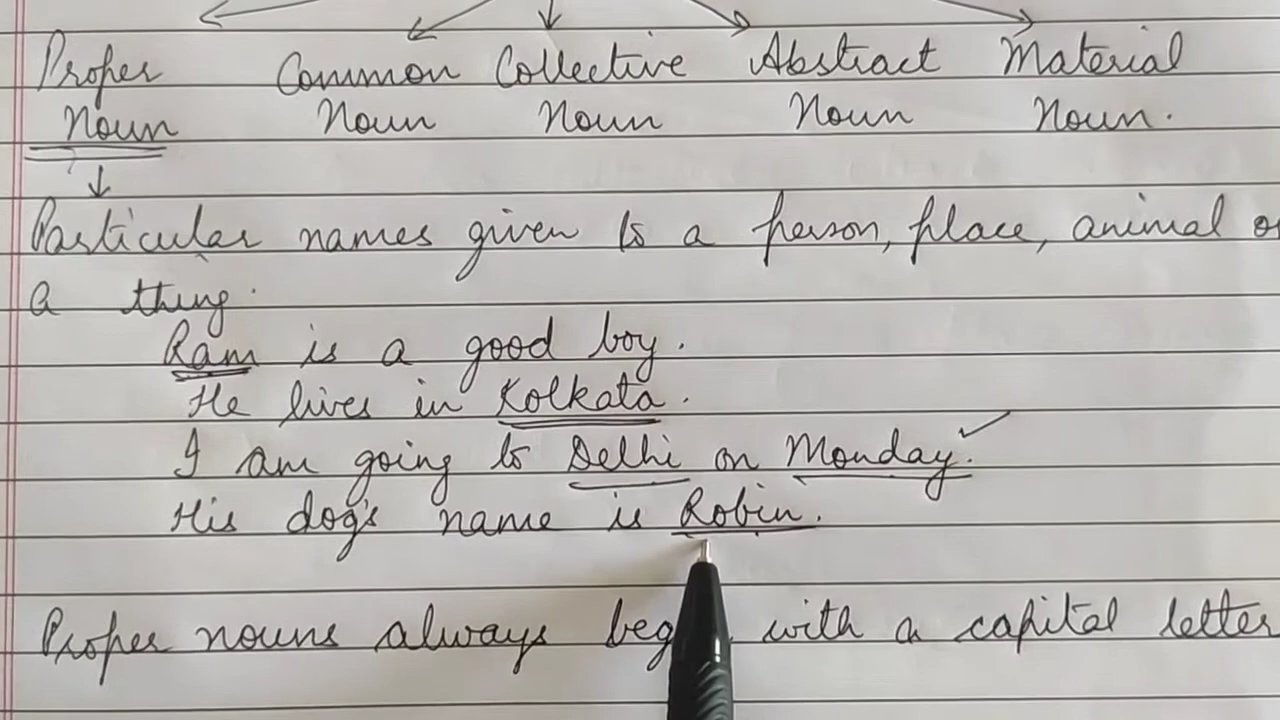 Proper Common Collective Abstract Material
Noun Noun Noun Noun Noun.
Particular names given to a person, place, animal or
a thing.
Ram is a good boy.
He lives in Kolkata.
I am going to Delhi on Monday.
His dog's name is Robin.
Proper nouns always beg with a capital letter